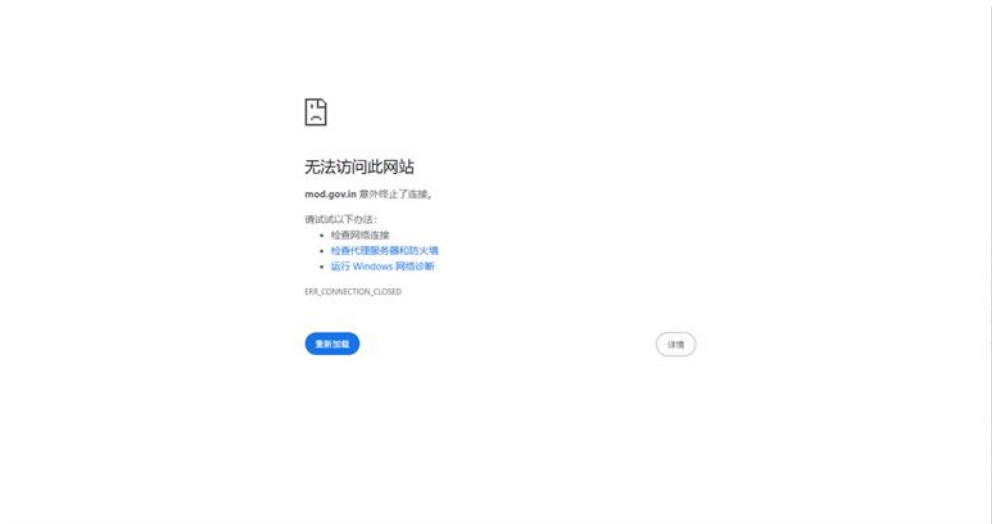 无法访问此网站
mod.gov.in 意外终止了连接。
请试试以下办法：
• 检查网络连接
• 检查代理服务器和防火墙
• 运行 Windows 网络诊断
ERR_CONNECTION_CLOSED
重新加载
详情